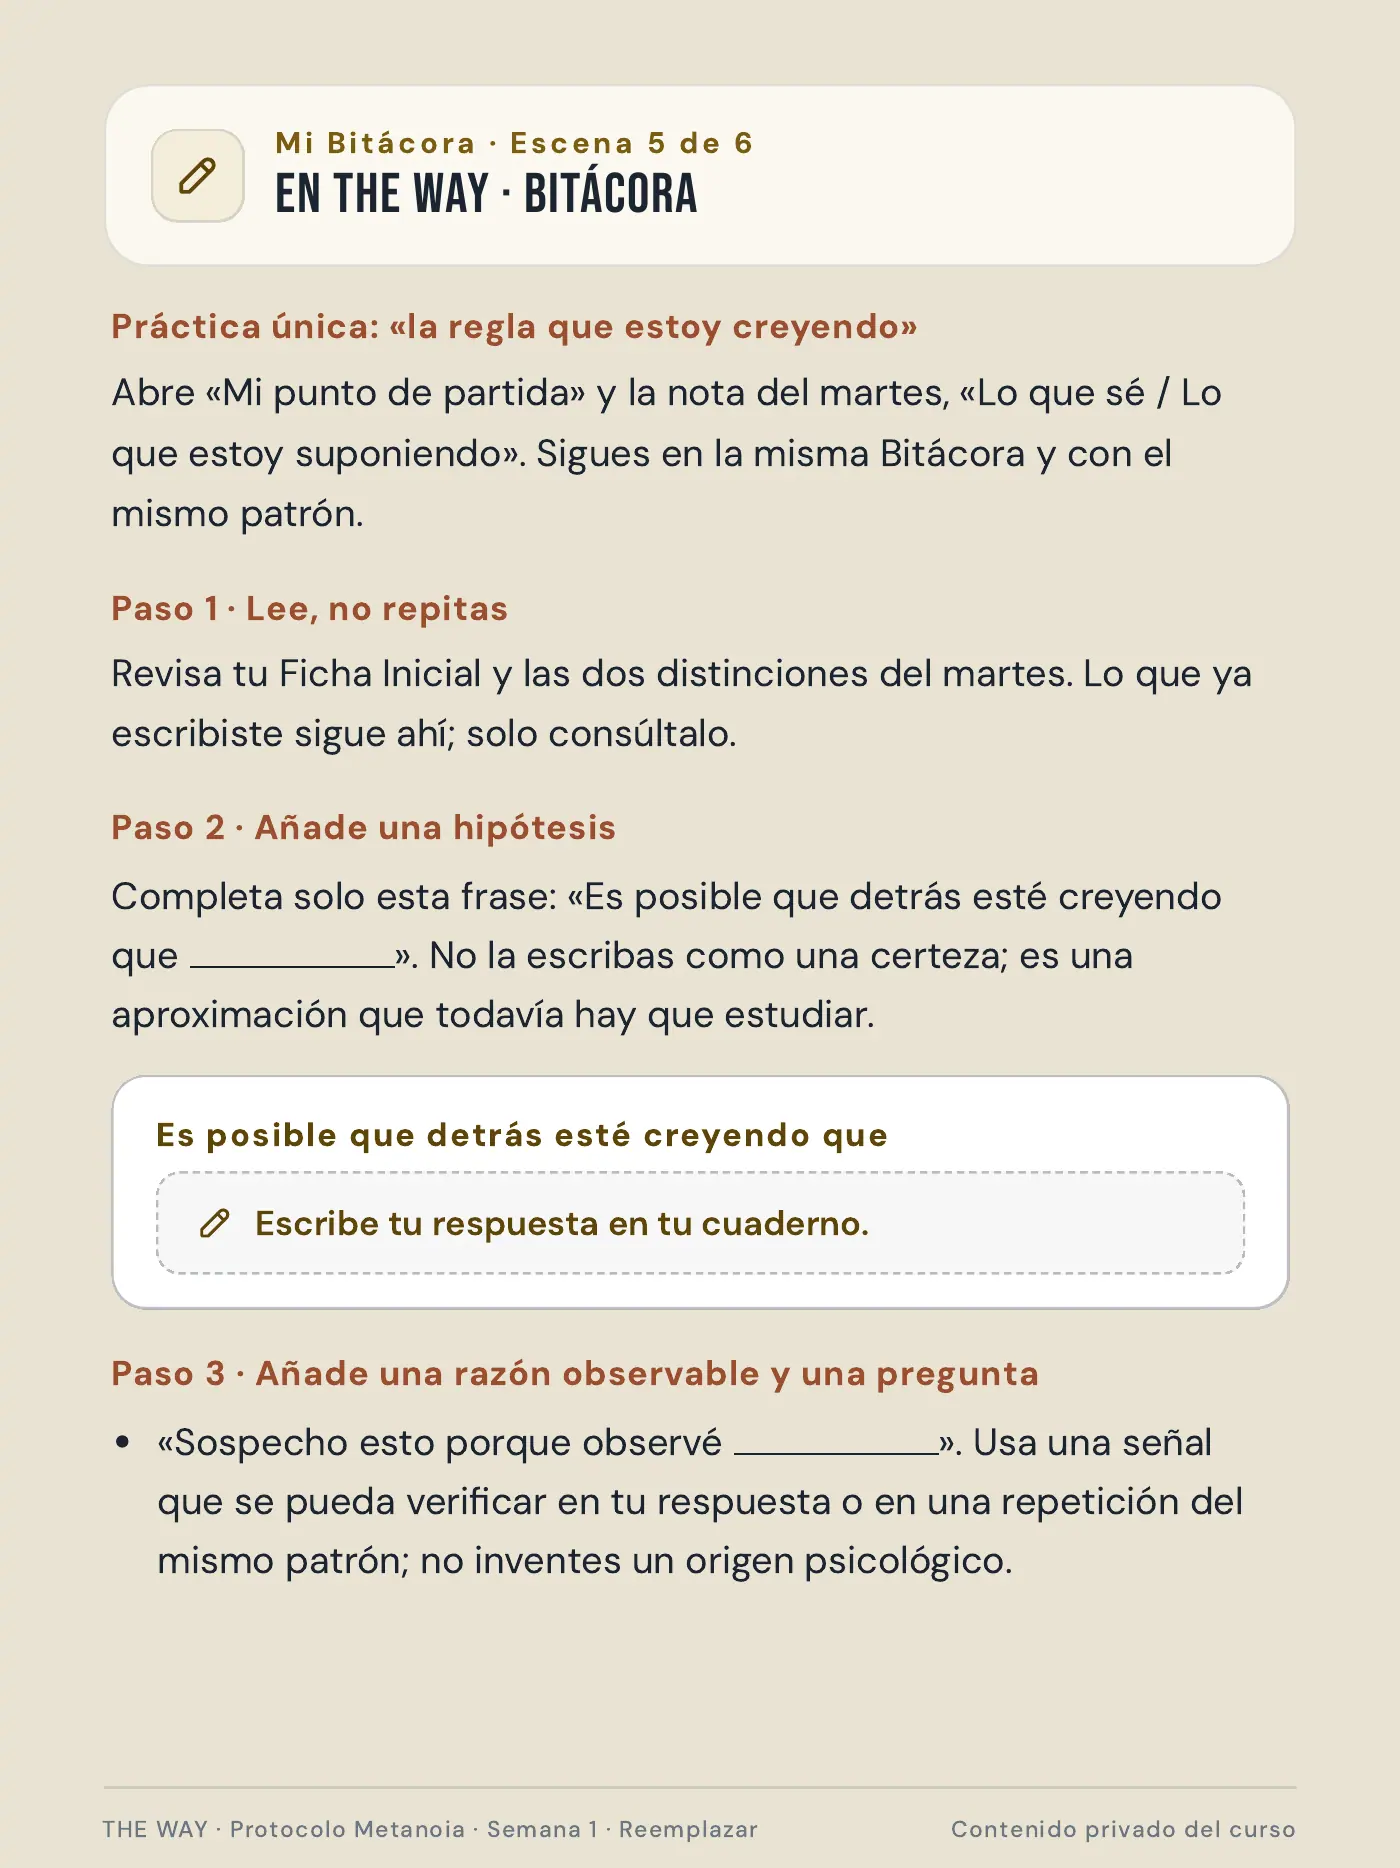 Mi Bitácora · Escena 5 de 6
EN THE WAY · BITÁCORA
Práctica única: «la regla que estoy creyendo»
Abre «Mi punto de partida» y la nota del martes, «Lo que sé / Lo
que estoy suponiendo». Sigues en la misma Bitácora y con el
mismo patrón.
Paso 1 · Lee, no repitas
Revisa tu Ficha Inicial y las dos distinciones del martes. Lo que ya
escribiste sigue ahí; solo consúltalo.
Paso 2 · Añade una hipótesis
Completa solo esta frase: «Es posible que detrás esté creyendo
que ___________». No la escribas como una certeza; es una
aproximación que todavía hay que estudiar.
Es posible que detrás esté creyendo que
Escribe tu respuesta en tu cuaderno.
Paso 3 · Añade una razón observable y una pregunta
• «Sospecho esto porque observé ___________». Usa una señal
que se pueda verificar en tu respuesta o en una repetición del
mismo patrón; no inventes un origen psicológico.
THE WAY · Protocolo Metanoia · Semana 1 · Reemplazar
Contenido privado del curso